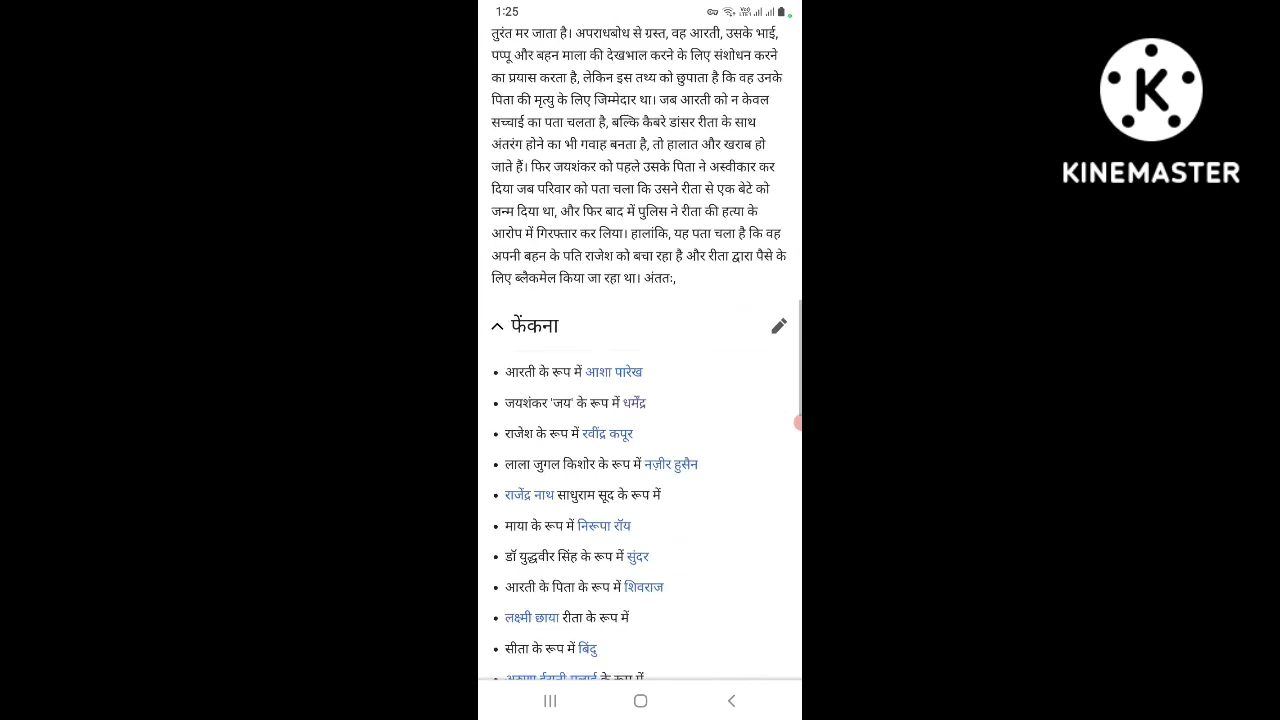 1:25
तुरंत मर जाता है। अपराधबोध से ग्रस्त, वह आरती, उसके भाई,
पप्पू और बहन माला की देखभाल करने के लिए संशोधन करने
का प्रयास करता है, लेकिन इस तथ्य को छुपाता है कि वह उनके
पिता की मृत्यु के लिए जिम्मेदार था। जब आरती को न केवल
सच्चाई का पता चलता है, बल्कि कैबरे डांसर रीता के साथ
अंतरंग होने का भी गवाह बनता है, तो हालात और खराब हो
जाते हैं। फिर जयशंकर को पहले उसके पिता ने अस्वीकार कर
दिया जब परिवार को पता चला कि उसने रीता से एक बेटे को
जन्म दिया था, और फिर बाद में पुलिस ने रीता की हत्या के
आरोप में गिरफ्तार कर लिया। हालांकि, यह पता चला है कि वह
अपनी बहन के पति राजेश को बचा रहा है और रीता द्वारा पैसे के
लिए ब्लैकमेल किया जा रहा था। अंततः,
फेंकना
• आरती के रूप में आशा पारेख
• जयशंकर 'जय' के रूप में धर्मेंद्र
• राजेश के रूप में रवींद्र कपूर
• लाला जुगल किशोर के रूप में नज़ीर हुसैन
• राजेंद्र नाथ साधुराम सूद के रूप में
• माया के रूप में निरूपा रॉय
• डॉ युद्धवीर सिंह के रूप में सुंदर
• आरती के पिता के रूप में शिवराज
• लक्ष्मी छाया रीता के रूप में
• सीता के रूप में बिंदु
के रूप में
K
KINEMASTER